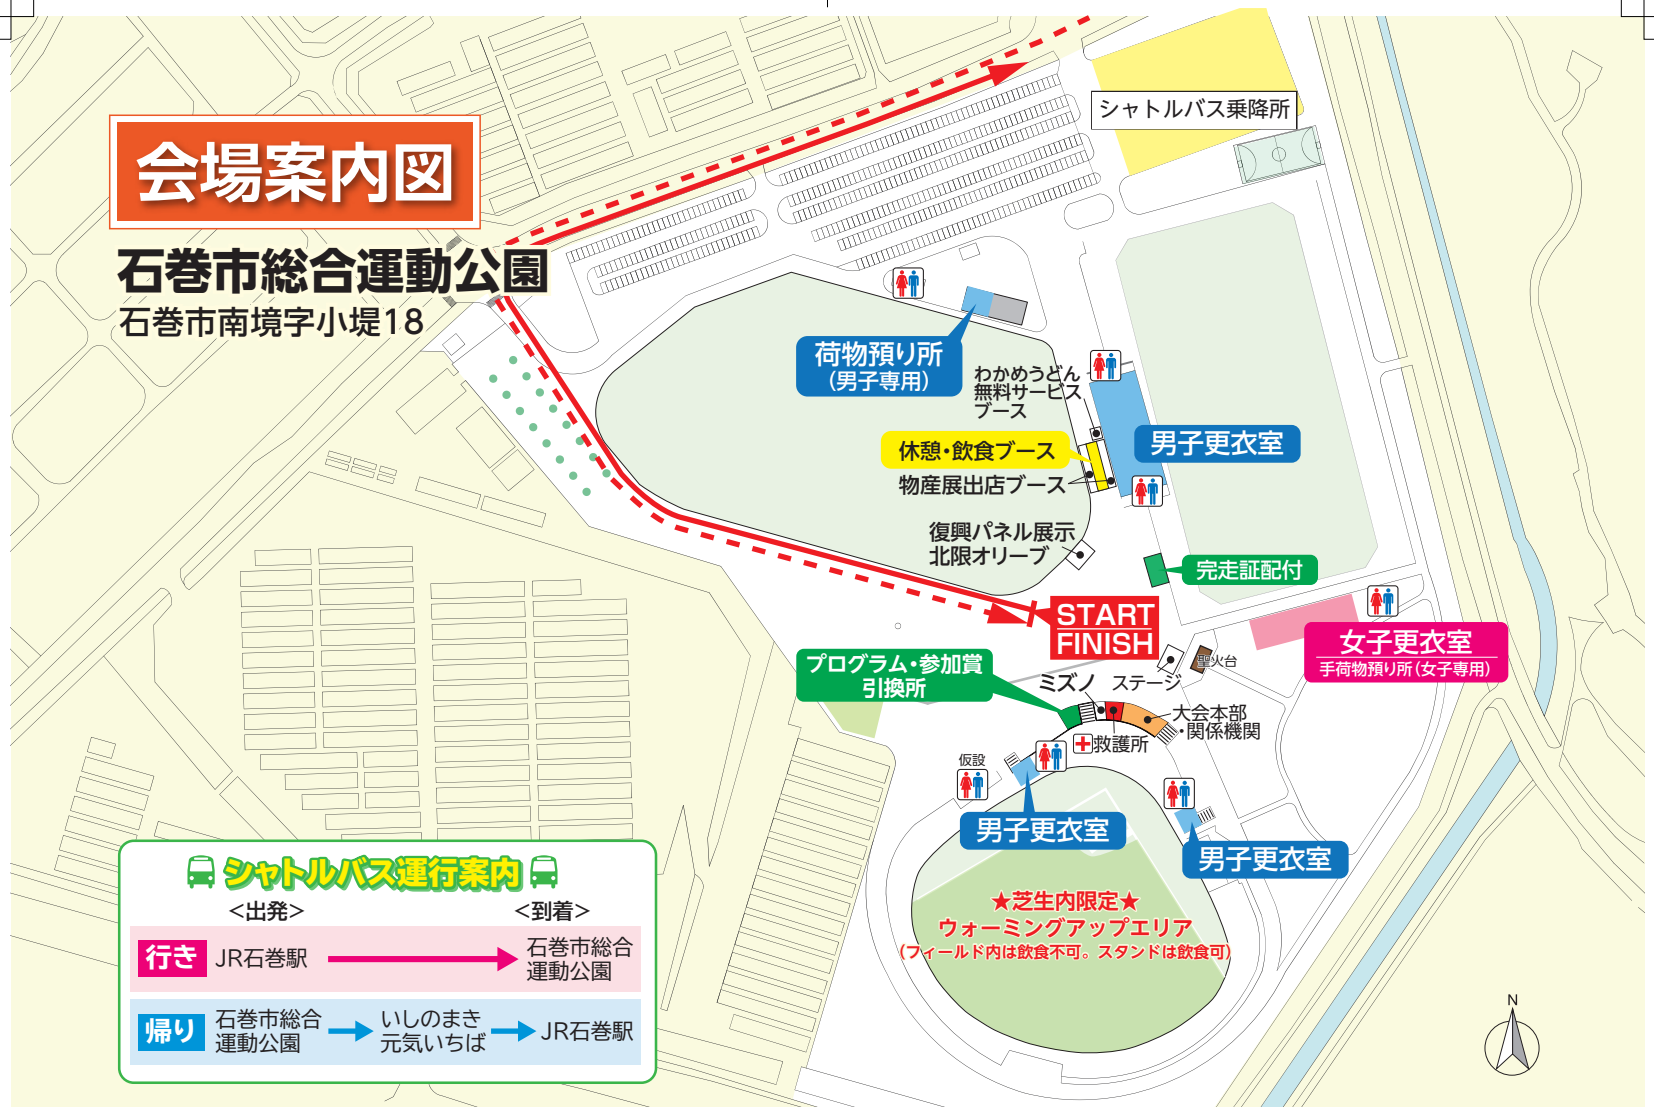 会場案内図
石巻市総合運動公園
石巻市南境字小堤18
シャトルバス乗降所
荷物預り所
(男子専用)
わかめうどん
無料サービス
ブース
休憩・飲食ブース
男子更衣室
物産展出店ブース
復興パネル展示
北限オリーブ
完走証配付
START
FINISH
女子更衣室
手荷物預り所(女子専用)
プログラム・参加賞
引換所
ミズノ
ステージ
聖火台
大会本部
・関係機関
救護所
仮設
男子更衣室
男子更衣室
★芝生内限定★
ウォーミングアップエリア
(フィールド内は飲食不可。スタンドは飲食可)
シャトルバス運行案内
<出発>
<到着>
行き
JR石巻駅
石巻市総合
運動公園
帰り
石巻市総合
運動公園
いしのまき
元気いちば
JR石巻駅
N